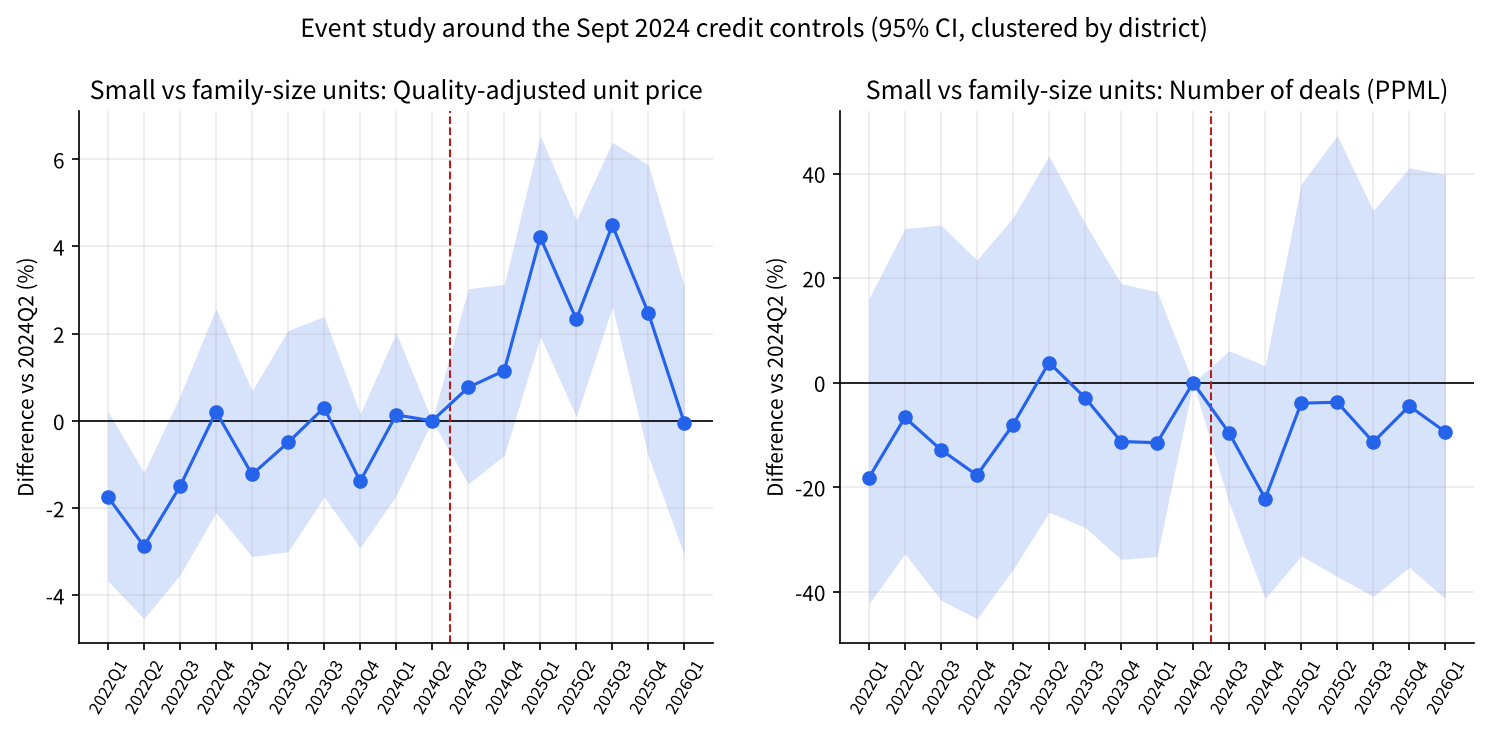 Event study around the Sept 2024 credit controls (95% CI, clustered by district)
Small vs family-size units: Quality-adjusted unit price
Difference vs 2024Q2 (%)
6
4
2
0
-2
-4
2022Q1
2022Q2
2022Q3
2022Q4
2023Q1
2023Q2
2023Q3
2023Q4
2024Q1
2024Q2
2024Q3
2024Q4
2025Q1
2025Q2
2025Q3
2025Q4
2026Q1
Small vs family-size units: Number of deals (PPML)
Difference vs 2024Q2 (%)
40
20
0
-20
-40
2022Q1
2022Q2
2022Q3
2022Q4
2023Q1
2023Q2
2023Q3
2023Q4
2024Q1
2024Q2
2024Q3
2024Q4
2025Q1
2025Q2
2025Q3
2025Q4
2026Q1